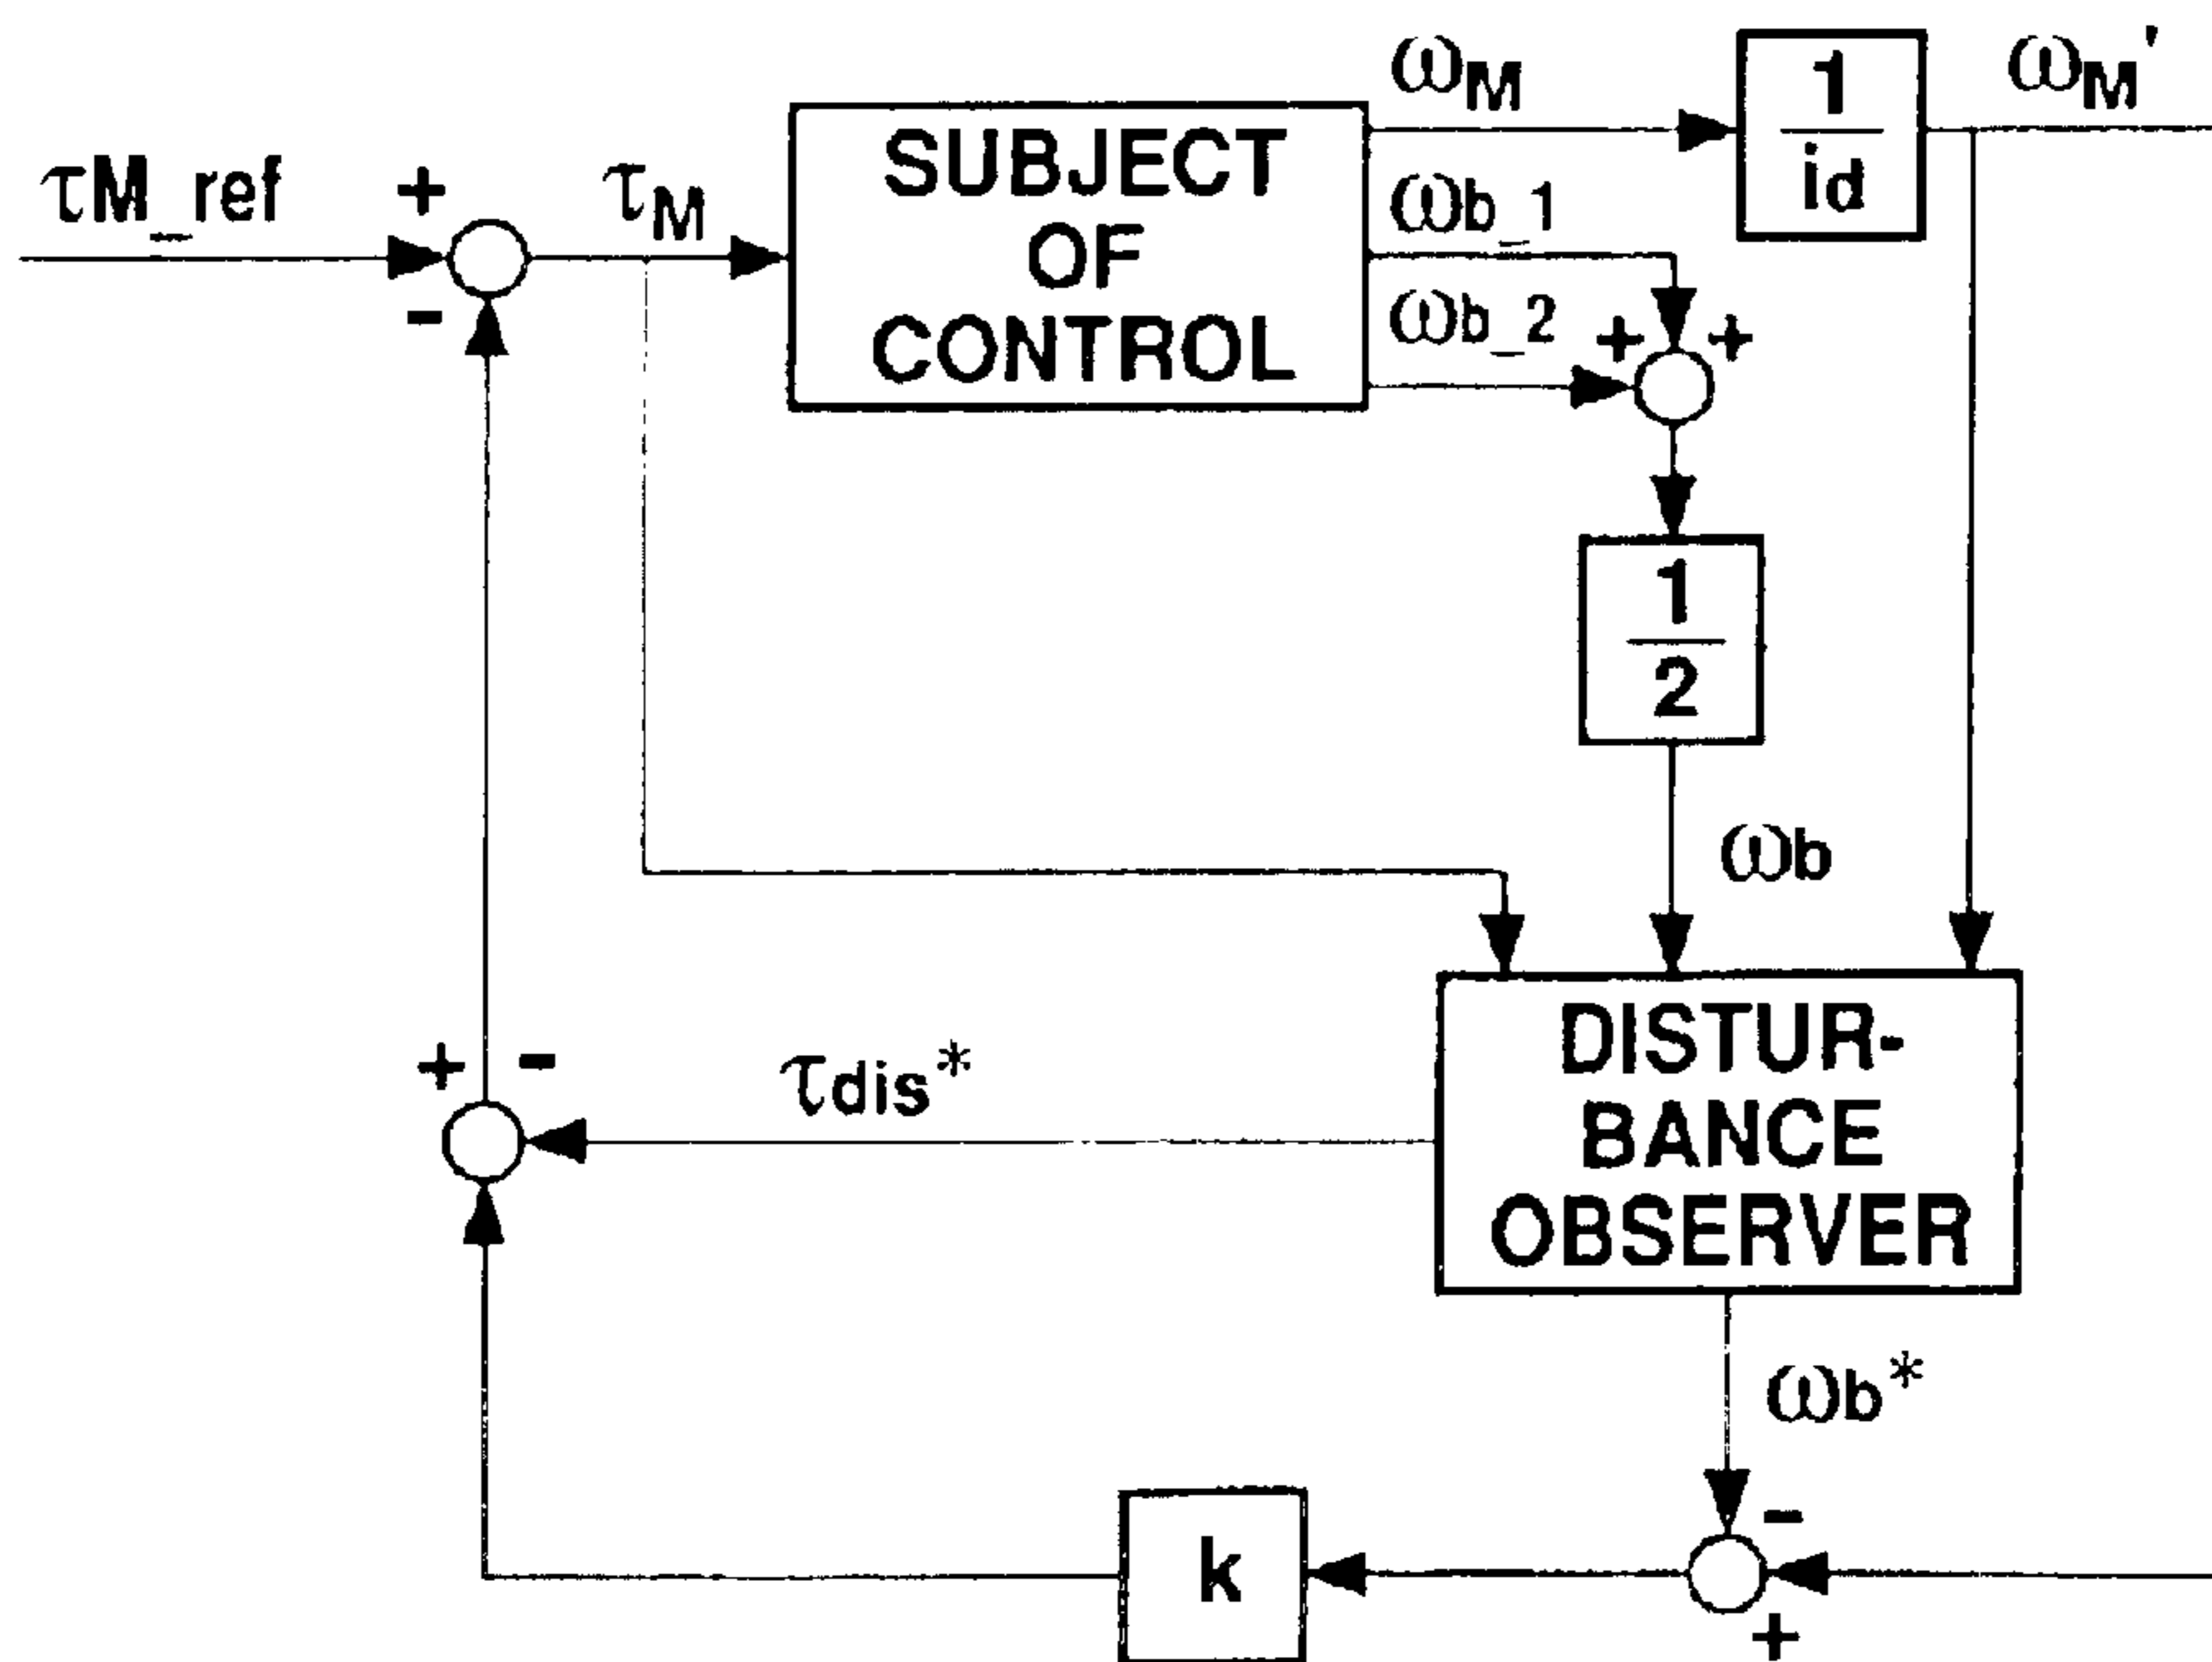 ωM
1
id
ωM'
τM_ref
+
-
τM
SUBJECT
OF
CONTROL
ωb_1
ωb_2
+
+
1
2
ωb
DISTUR-
BANCE
OBSERVER
+
-
τdis*
ωb*
-
+
k